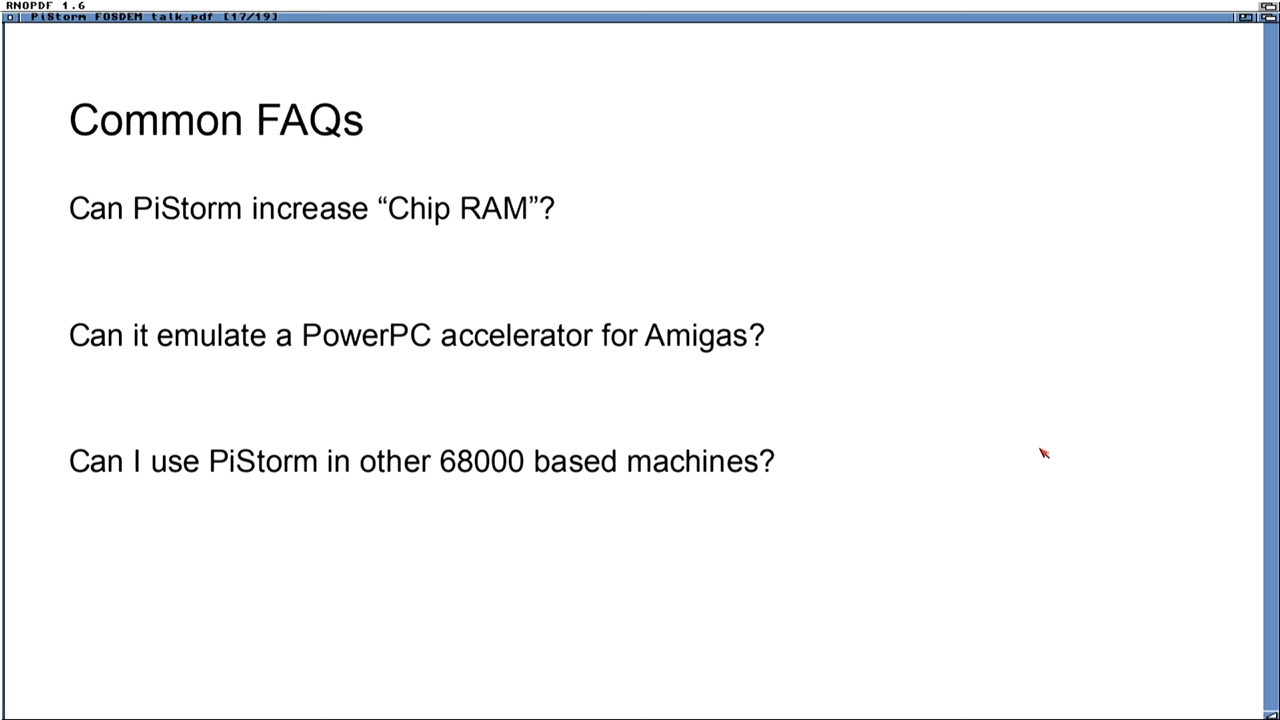 RNOPDF 1.6
PiStorm FOSDEM talk.pdf [17/19]
Common FAQs
Can PiStorm increase “Chip RAM”?
Can it emulate a PowerPC accelerator for Amigas?
Can I use PiStorm in other 68000 based machines?